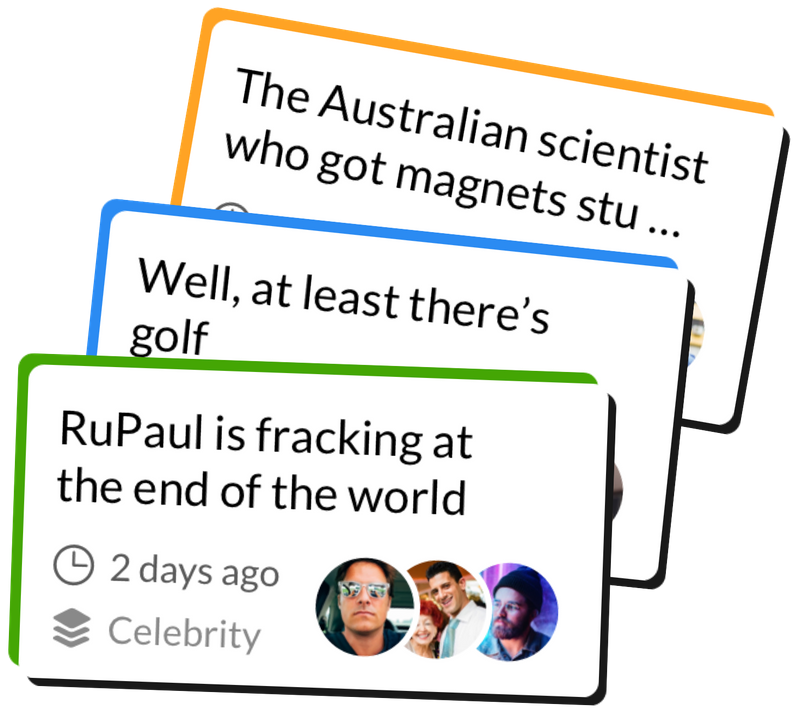 The Australian scientist
who got magnets stu ...
Well, at least there’s
golf
RuPaul is fracking at
the end of the world
2 days ago
Celebrity